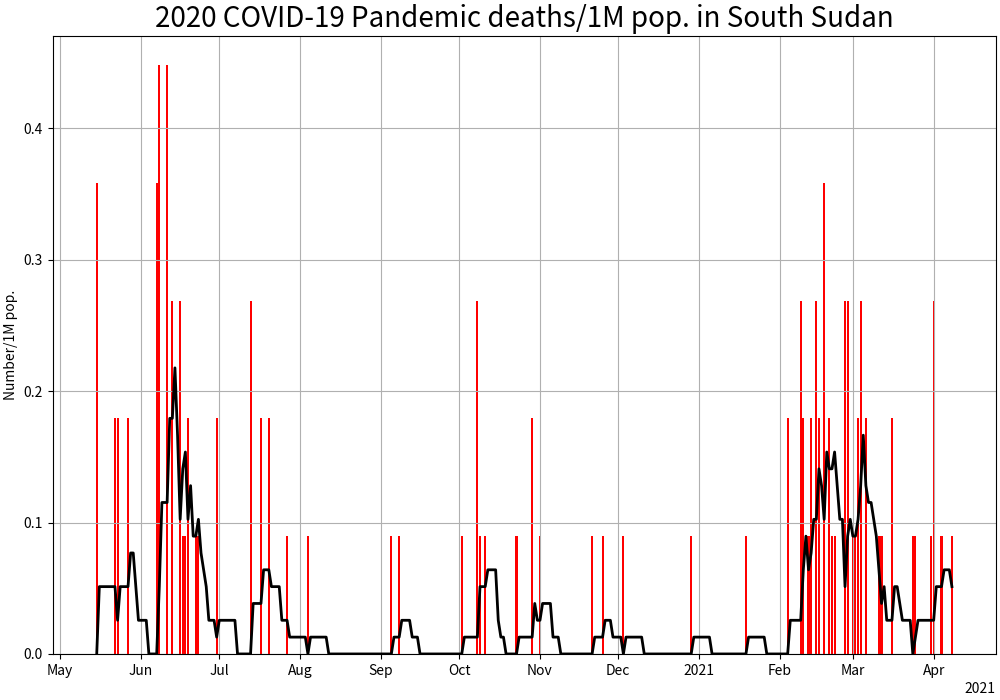 2020 COVID-19 Pandemic deaths/1M pop. in South Sudan
Number/1M pop.
0.4
0.3
0.2
0.1
0.0
May Jun Jul Aug Sep Oct Nov Dec 2021 Feb Mar Apr
2021